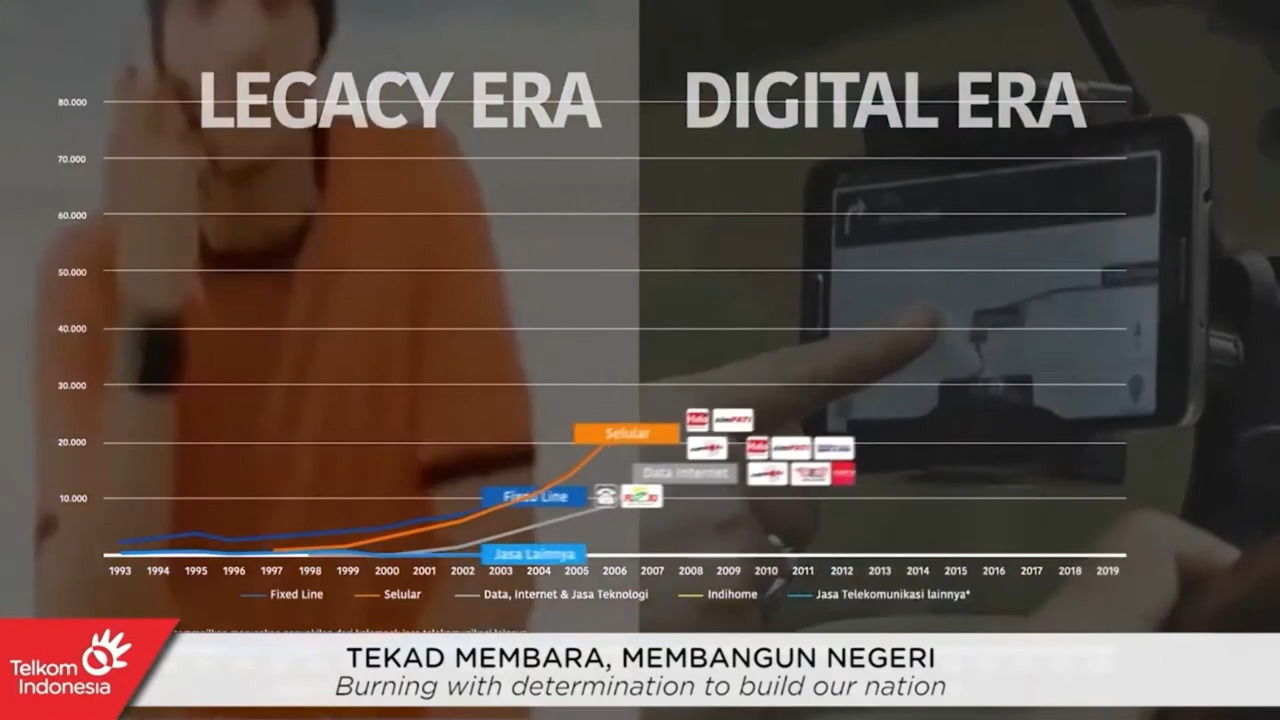 LEGACY ERA
DIGITAL ERA
80.000
70.000
60.000
50.000
40.000
30.000
20.000
10.000
Selular
Halo simPATI
Halo simPATI
Data Internet
Fixed Line
Jasa Lainnya
1993 1994 1995 1996 1997 1998 1999 2000 2001 2002 2003 2004 2005 2006 2007 2008 2009 2010 2011 2012 2013 2014 2015 2016 2017 2018 2019
Fixed Line Selular Data, Internet & Jasa Teknologi Indihome Jasa Telekomunikasi lainnya*
Telkom
Indonesia
TEKAD MEMBARA, MEMBANGUN NEGERI
Burning with determination to build our nation